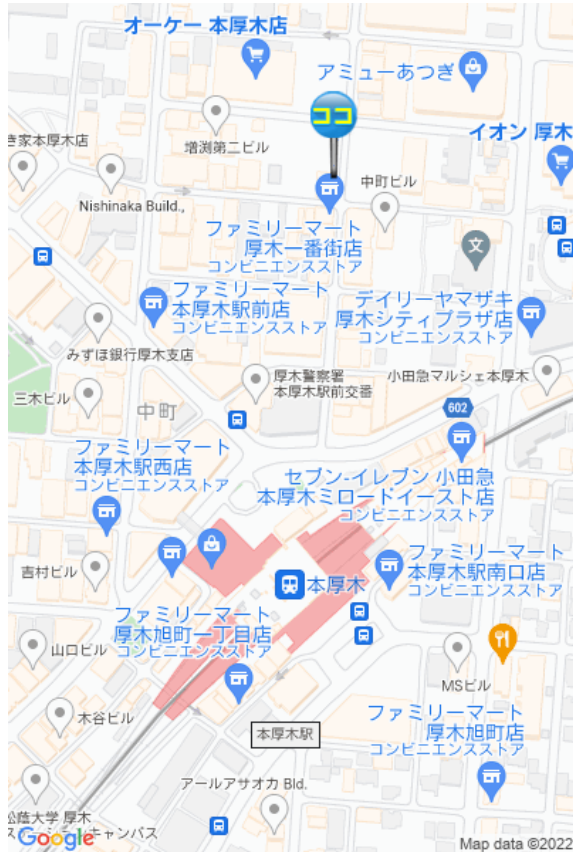 オーケー 本厚木店
アミューあつぎ
ココ
イオン 厚木
き家本厚木店
増渕第二ビル
中町ビル
Nishinaka Build.,
ファミリーマート
厚木一番街店
コンビニエンスストア
文
ファミリーマート
本厚木駅前店
コンビニエンスストア
デイリーヤマザキ
厚木シティプラザ店
コンビニエンスストア
みずほ銀行厚木支店
厚木警察署
本厚木駅前交番
小田急マルシェ本厚木
三木ビル
中町
602
ファミリーマート
本厚木駅西店
コンビニエンスストア
セブン-イレブン 小田急
本厚木ミロードイースト店
コンビニエンスストア
吉村ビル
本厚木
ファミリーマート
本厚木駅南口店
コンビニエンスストア
ファミリーマート
厚木旭町一丁目店
コンビニエンスストア
山口ビル
MSビル
木谷ビル
本厚木駅
ファミリーマート
厚木旭町店
コンビニエンスストア
アールアサオカ Bld.
松蔭大学 厚木
キャンパス
Google
Map data ©2022